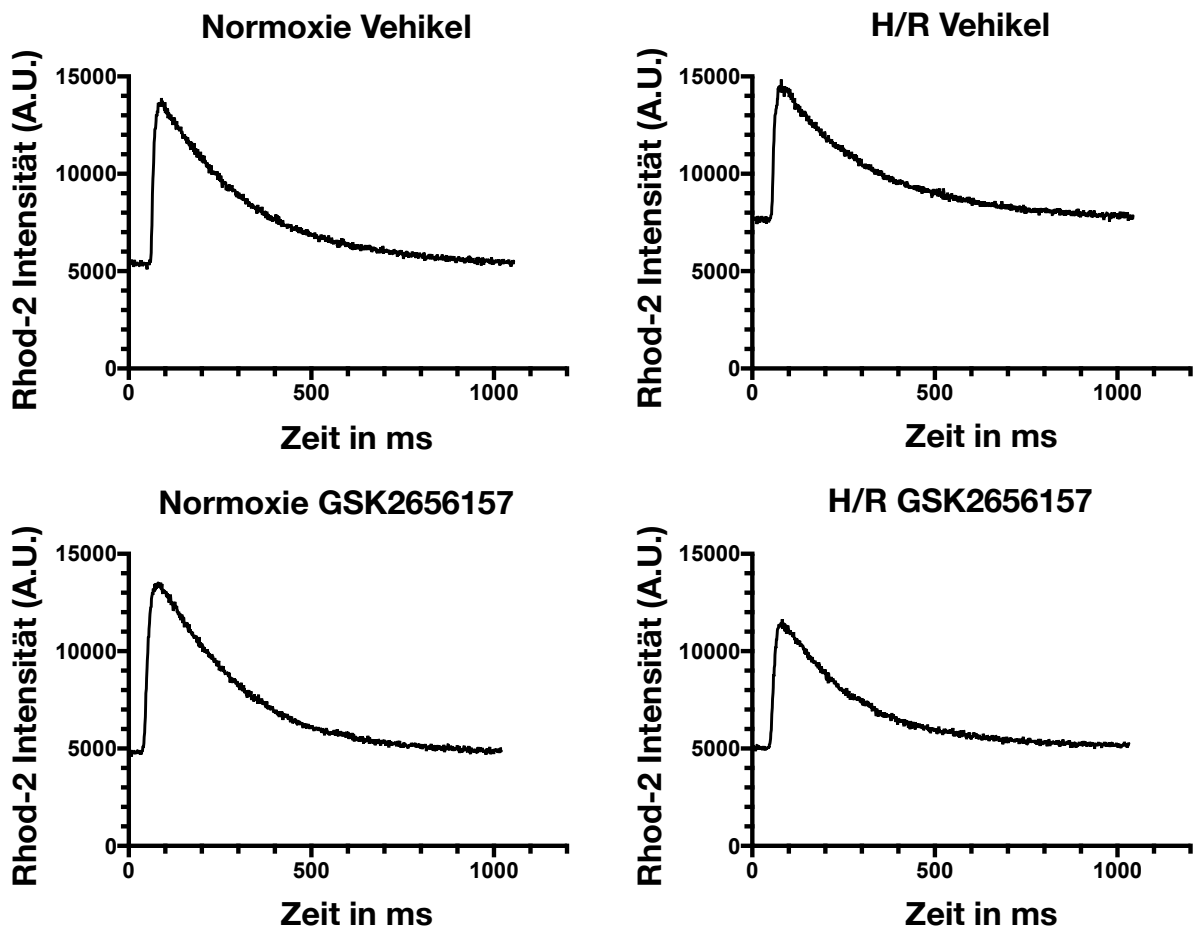 Normoxie Vehikel
Rhod-2 Intensität (A.U.)
15000
10000
5000
0
0 500 1000
Zeit in ms
H/R Vehikel
Rhod-2 Intensität (A.U.)
15000
10000
5000
0
0 500 1000
Zeit in ms
Normoxie GSK2656157
Rhod-2 Intensität (A.U.)
15000
10000
5000
0
0 500 1000
Zeit in ms
H/R GSK2656157
Rhod-2 Intensität (A.U.)
15000
10000
5000
0
0 500 1000
Zeit in ms